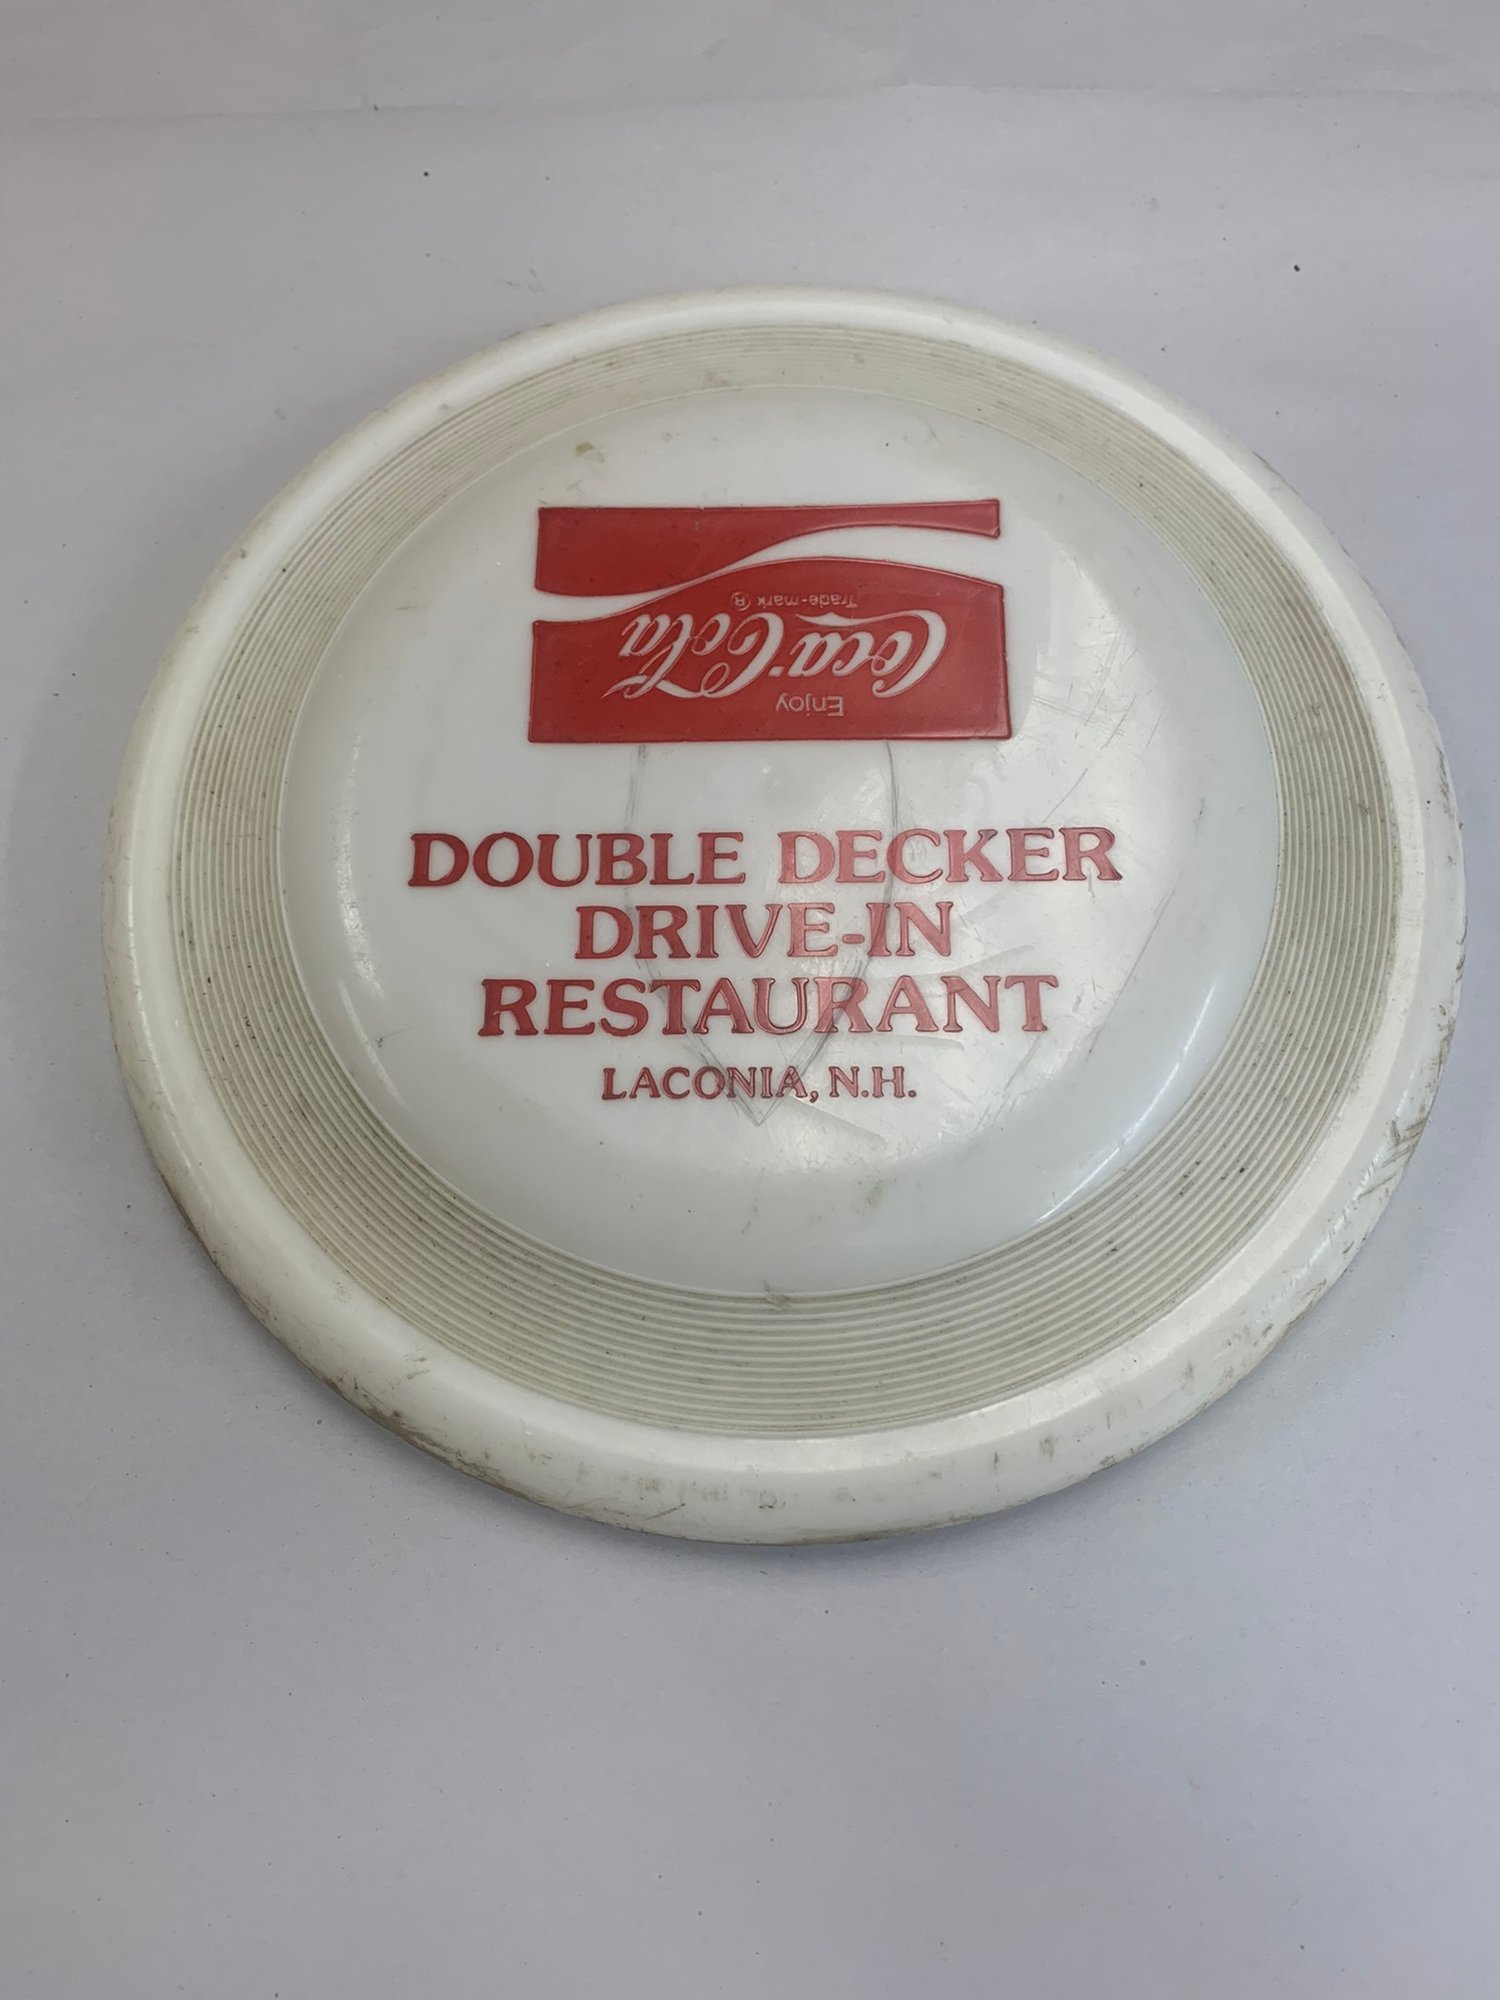 Enjoy
Coca-Cola
Trade-mark ®
DOUBLE DECKER
DRIVE-IN
RESTAURANT
LACONIA, N.H.